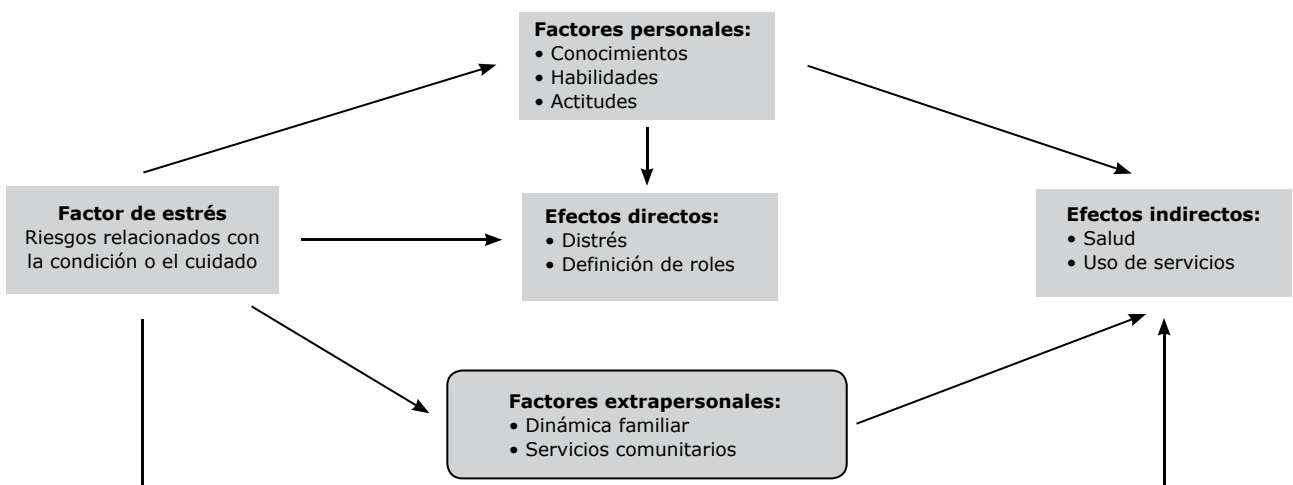 Factores personales:
• Conocimientos
• Habilidades
• Actitudes
Factor de estrés
Riesgos relacionados con
la condición o el cuidado
Efectos directos:
• Distrés
• Definición de roles
Efectos indirectos:
• Salud
• Uso de servicios
Factores extrapersonales:
• Dinámica familiar
• Servicios comunitarios